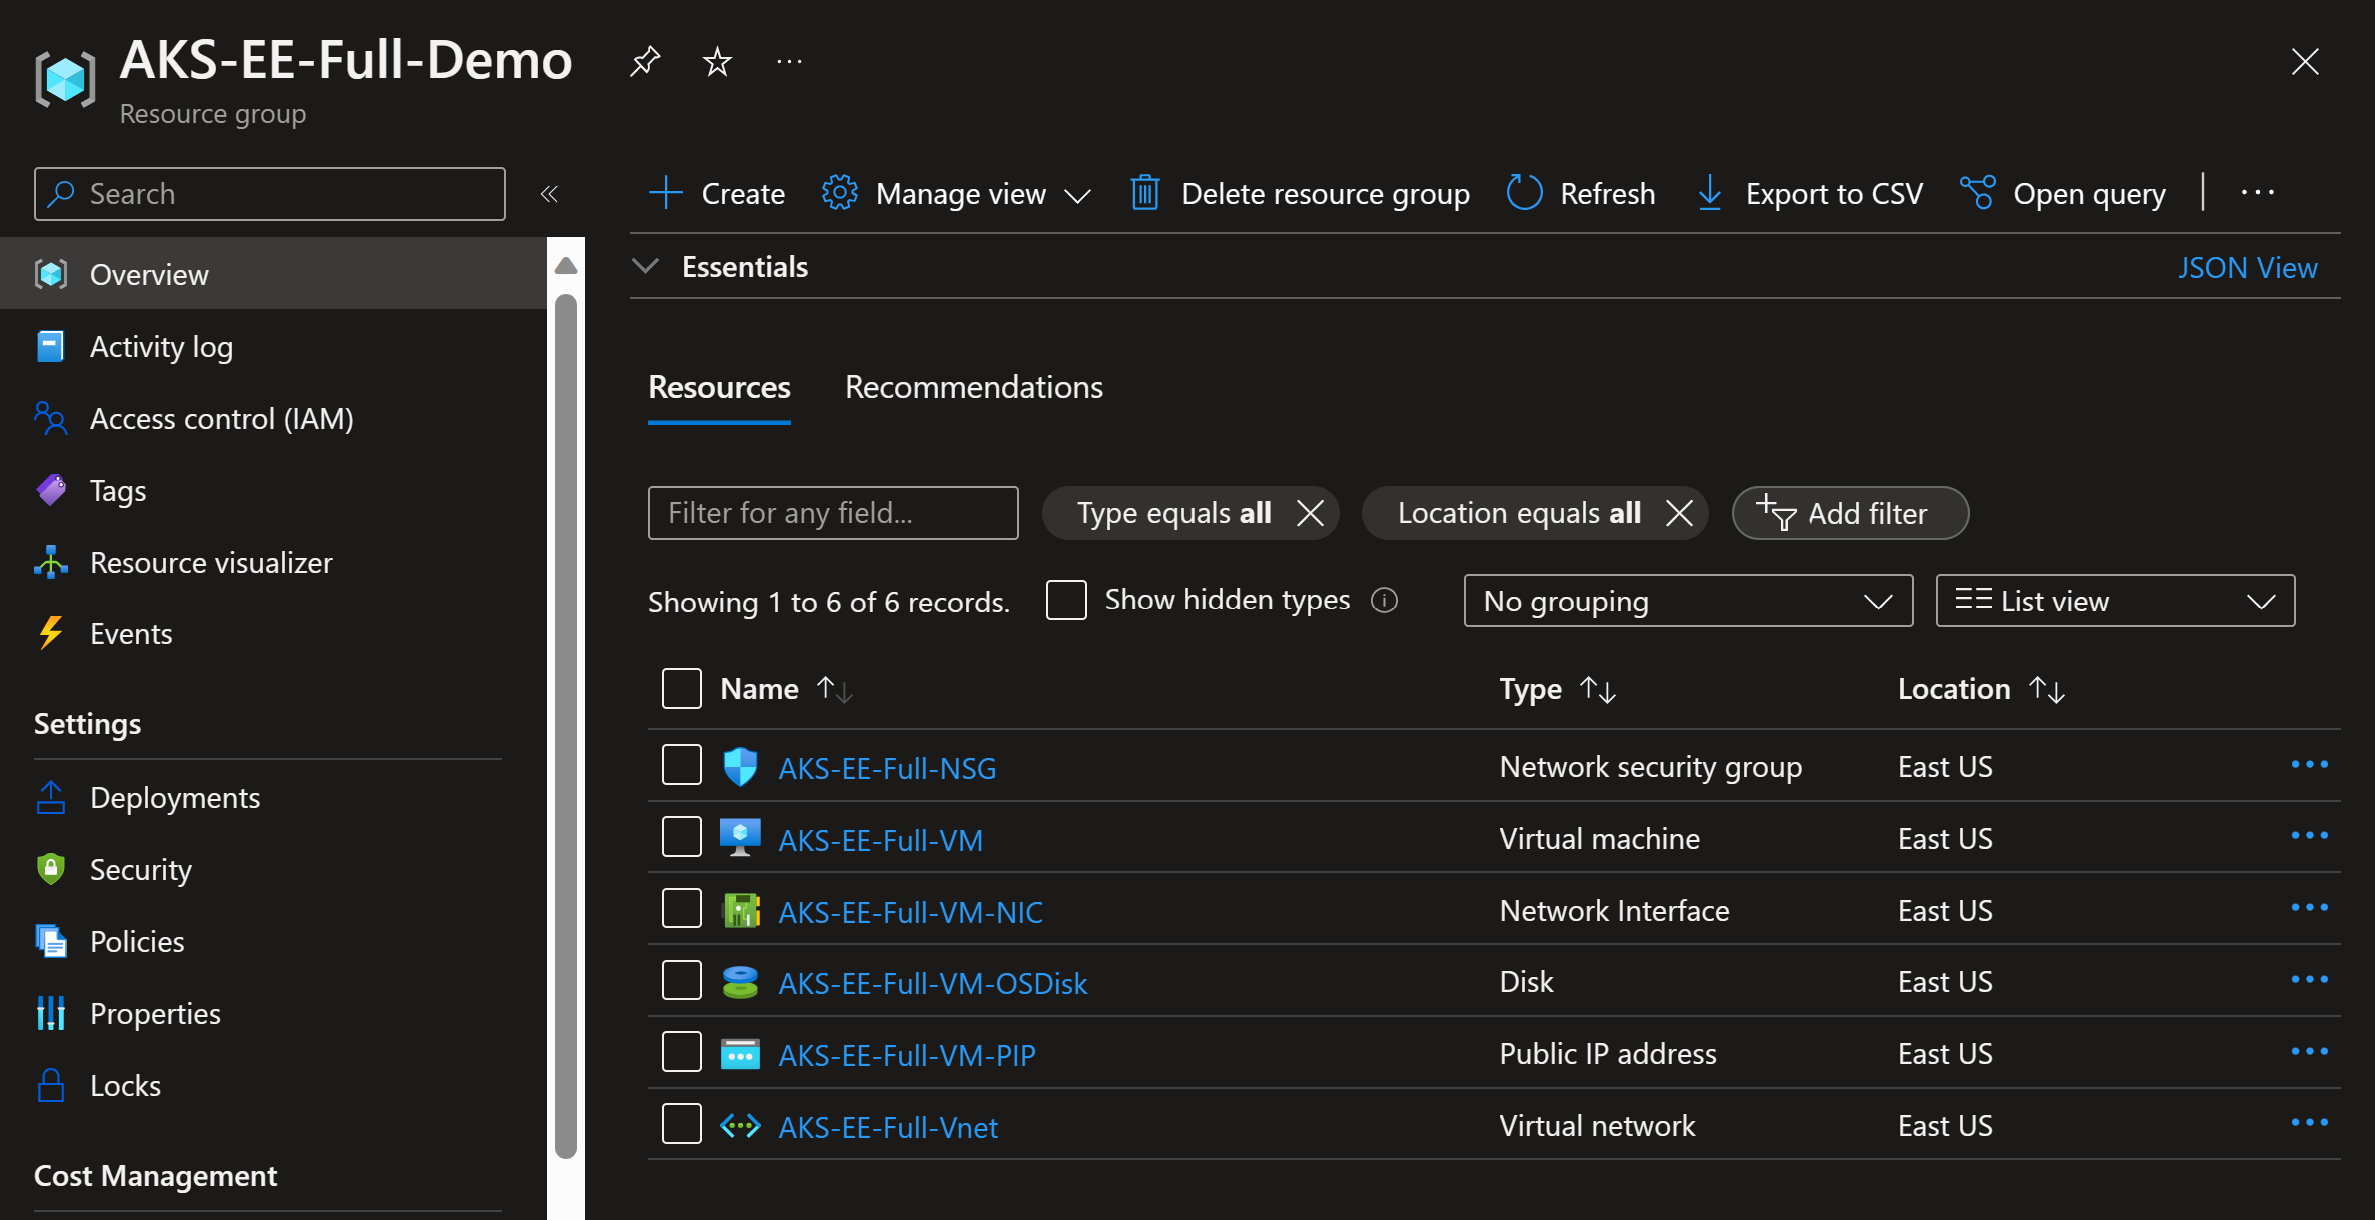 AKS-EE-Full-Demo
Resource group
Search
Create
Manage view
Delete resource group
Refresh
Export to CSV
Open query
Overview
Activity log
Access control (IAM)
Tags
Resource visualizer
Events
Settings
Deployments
Security
Policies
Properties
Locks
Cost Management
Essentials
JSON View
Resources
Recommendations
Filter for any field...
Type equals all
Location equals all
Add filter
Showing 1 to 6 of 6 records.
Show hidden types
No grouping
List view
Name Type Location
AKS-EE-Full-NSG Network security group East US
AKS-EE-Full-VM Virtual machine East US
AKS-EE-Full-VM-NIC Network Interface East US
AKS-EE-Full-VM-OSDisk Disk East US
AKS-EE-Full-VM-PIP Public IP address East US
AKS-EE-Full-Vnet Virtual network East US